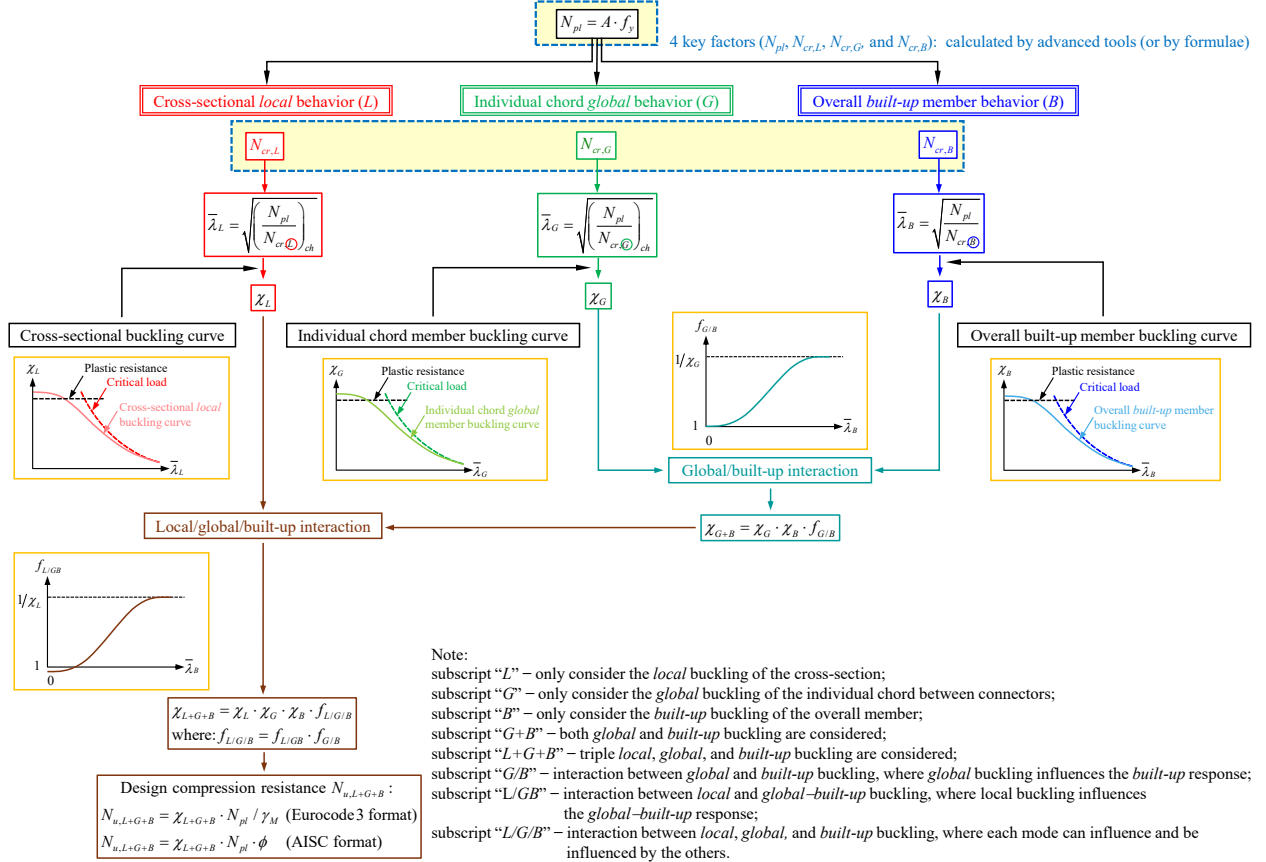 N_pl = A · f_y
4 key factors (N_pl, N_cr,L, N_cr,G, and N_cr,B): calculated by advanced tools (or by formulae)
Cross-sectional local behavior (L)
Individual chord global behavior (G)
Overall built-up member behavior (B)
N_cr,L
N_cr,G
N_cr,B
λ̅_L = √(N_pl / N_cr,L)_ch
λ̅_G = √(N_pl / N_cr,G)_ch
λ̅_B = √(N_pl / N_cr,B)
χ_L
χ_G
χ_B
Cross-sectional buckling curve
Individual chord member buckling curve
Overall built-up member buckling curve
χ_L
Plastic resistance
Critical load
Cross-sectional local
buckling curve
λ̅_L
χ_G
Plastic resistance
Critical load
Individual chord global
member buckling curve
λ̅_G
f_G/B
1/χ_G
1
0
λ̅_B
χ_B
Plastic resistance
Critical load
Overall built-up member
buckling curve
λ̅_B
Global/built-up interaction
Local/global/built-up interaction
χ_G+B = χ_G · χ_B · f_G/B
f_L/GB
1/χ_L
1
0
λ̅_B
χ_L+G+B = χ_L · χ_G · χ_B · f_L/G/B
where: f_L/G/B = f_L/GB · f_G/B
Design compression resistance N_u,L+G+B :
N_u,L+G+B = χ_L+G+B · N_pl / γ_M (Eurocode3 format)
N_u,L+G+B = χ_L+G+B · N_pl · ϕ (AISC format)
Note:
subscript “L” − only consider the local buckling of the cross-section;
subscript “G” − only consider the global buckling of the individual chord between connectors;
subscript “B” − only consider the built-up buckling of the overall member;
subscript “G+B” − both global and built-up buckling are considered;
subscript “L+G+B” − triple local, global, and built-up buckling are considered;
subscript “G/B” − interaction between global and built-up buckling, where global buckling influences the built-up response;
subscript “L/GB” − interaction between local and global–built-up buckling, where local buckling influences
the global–built-up response;
subscript “L/G/B” − interaction between local, global, and built-up buckling, where each mode can influence and be
influenced by the others.